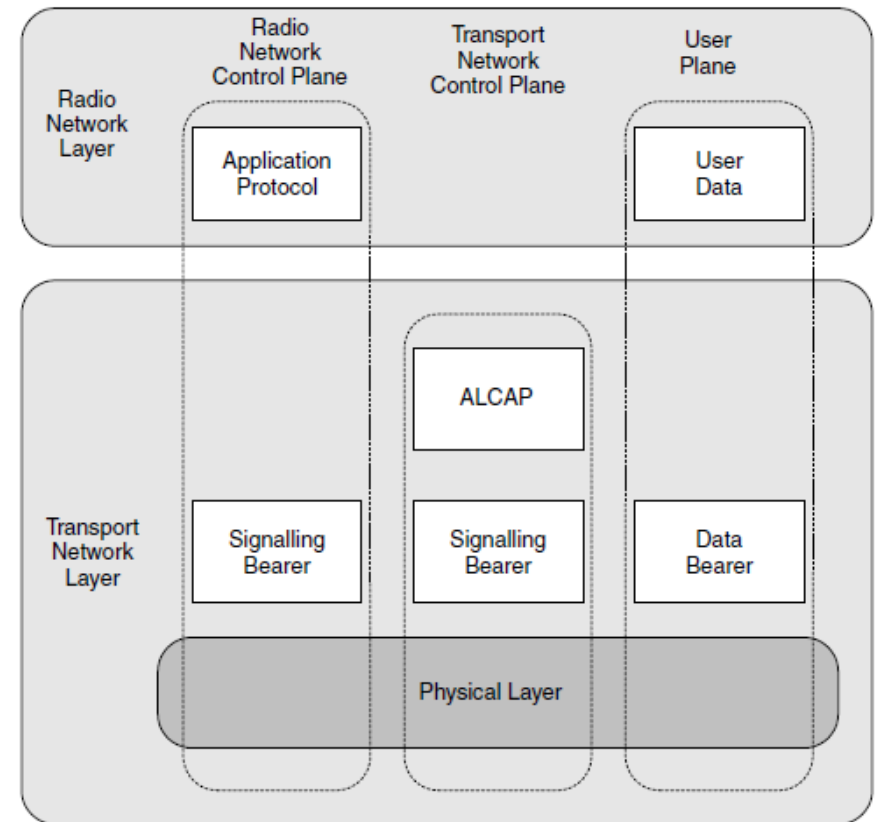 Radio
Network
Control Plane
Transport
Network
Control Plane
User
Plane
Radio
Network
Layer
Application
Protocol
User
Data
ALCAP
Transport
Network
Layer
Signalling
Bearer
Signalling
Bearer
Data
Bearer
Physical Layer